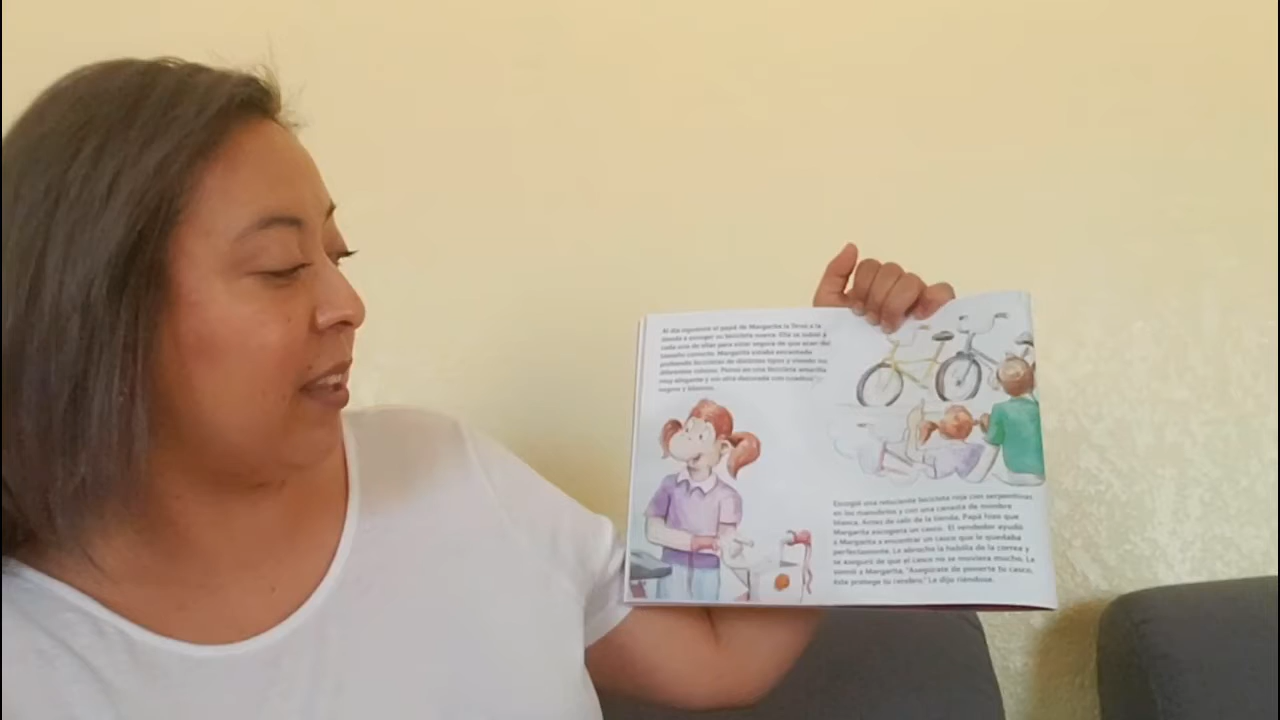 Al día siguiente el papá de Margarita la llevó a la
tienda a escoger su bicicleta nueva. Ella se subió a
cada una de ellas para estar segura de que eran del
tamaño correcto. Margarita estaba encantada
probando bicicletas de distintos tipos y viendo los
diferentes colores. Pensó en una bicicleta amarilla
muy elegante y en otra decorada con cuadros
negros y blancos.
Escogió una reluciente bicicleta roja con serpentinas
en los manubrios y con una canasta de mimbre
blanca. Antes de salir de la tienda, Papá hizo que
Margarita escogiera un casco. El vendedor ayudó
a Margarita a encontrar un casco que le quedaba
perfectamente. Le abrochó la hebilla de la correa y
se aseguró de que el casco no se moviera mucho. Le
sonrió a Margarita. "Asegúrate de ponerte tu casco.
Este protege tu cerebro." Le dijo riendose.